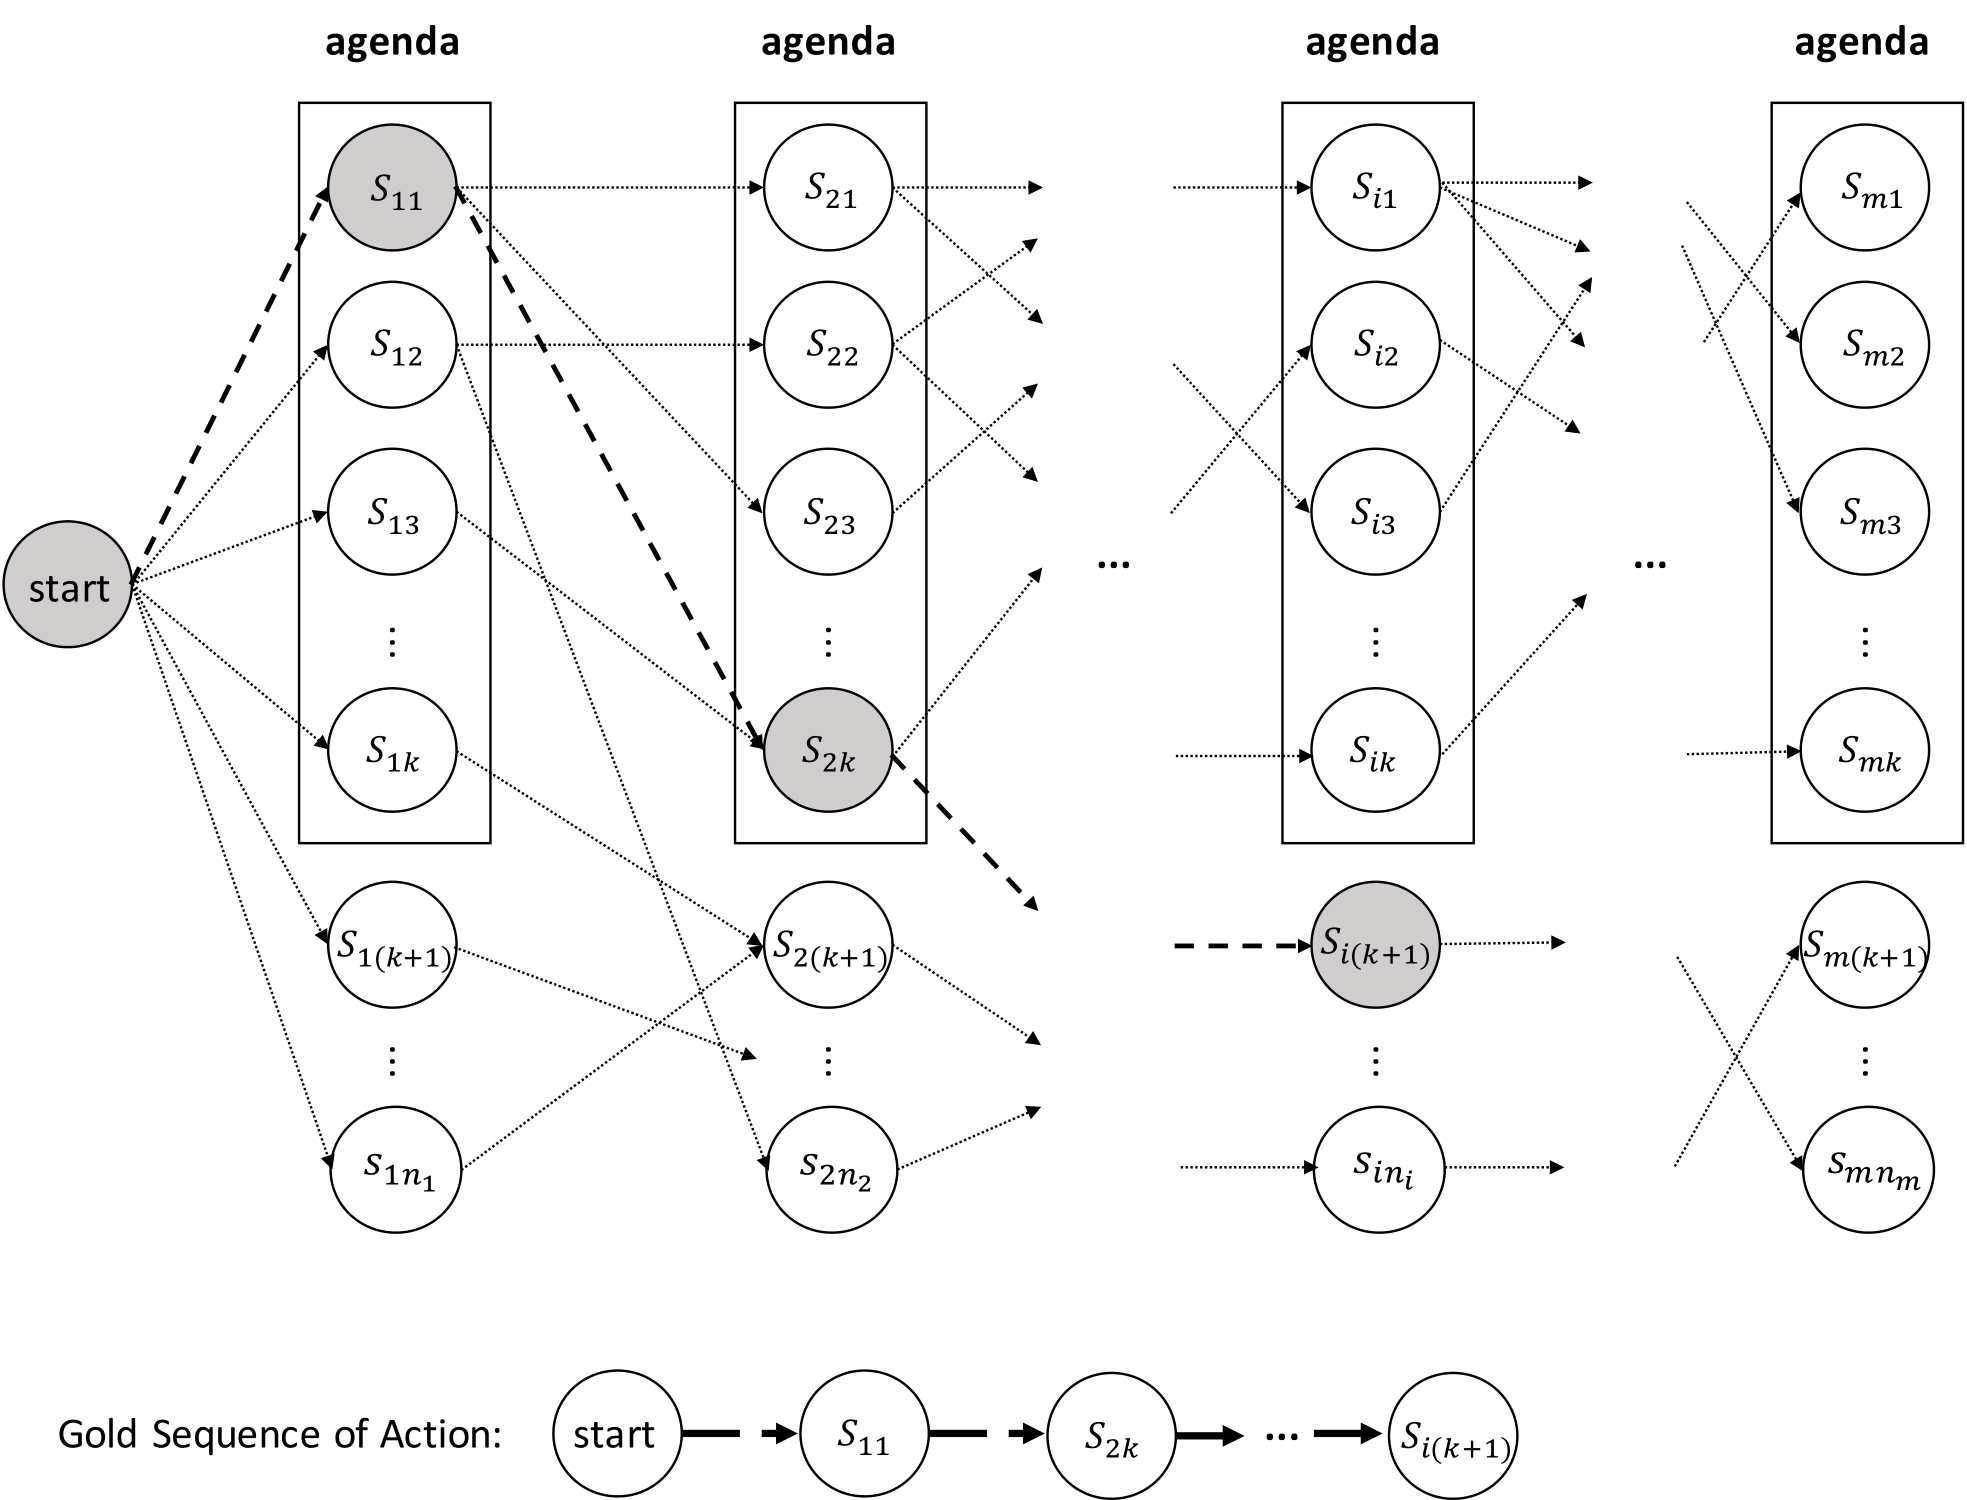 agenda agenda agenda agenda
S11 S21 Si1 Sm1
S12 S22 Si2 Sm2
S13 S23 Si3 Sm3
... ...
start
⋮ ⋮ ⋮ ⋮
S1k S2k Sik Smk
S1(k+1) S2(k+1) Si(k+1) Sm(k+1)
⋮ ⋮ ⋮ ⋮
s1n1 s2n2 sini smnm
Gold Sequence of Action: start S11 S2k ... Si(k+1)